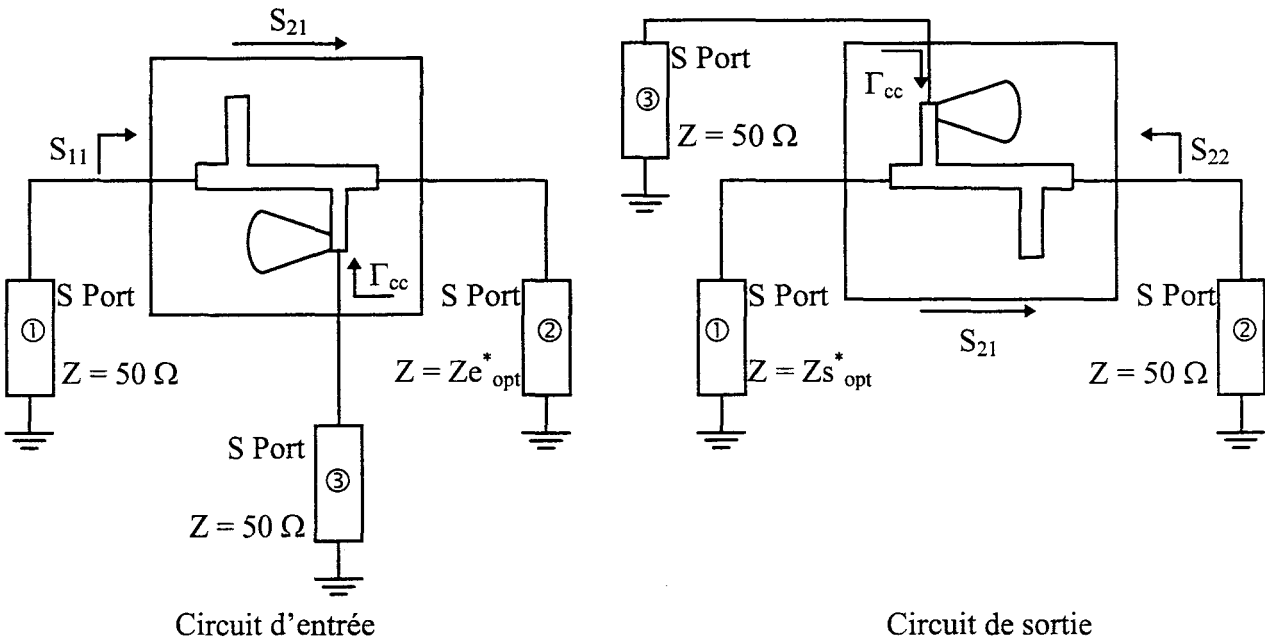 S₂₁
S₁₁
Γcc
S Port
①
Z = 50 Ω
S Port
②
Z = Ze*opt
S Port
③
Z = 50 Ω
Circuit d'entrée
S Port
③
Z = 50 Ω
Γcc
S₂₂
S Port
①
Z = Zs*opt
S₂₁
S Port
②
Z = 50 Ω
Circuit de sortie